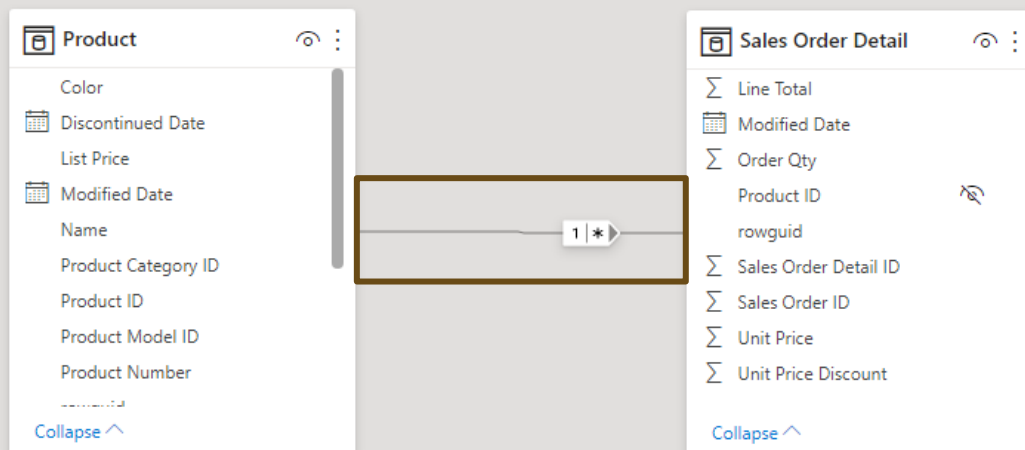 Product
Color
Discontinued Date
List Price
Modified Date
Name
Product Category ID
Product ID
Product Model ID
Product Number
Collapse
1 *
Sales Order Detail
Line Total
Modified Date
Order Qty
Product ID
rowguid
Sales Order Detail ID
Sales Order ID
Unit Price
Unit Price Discount
Collapse